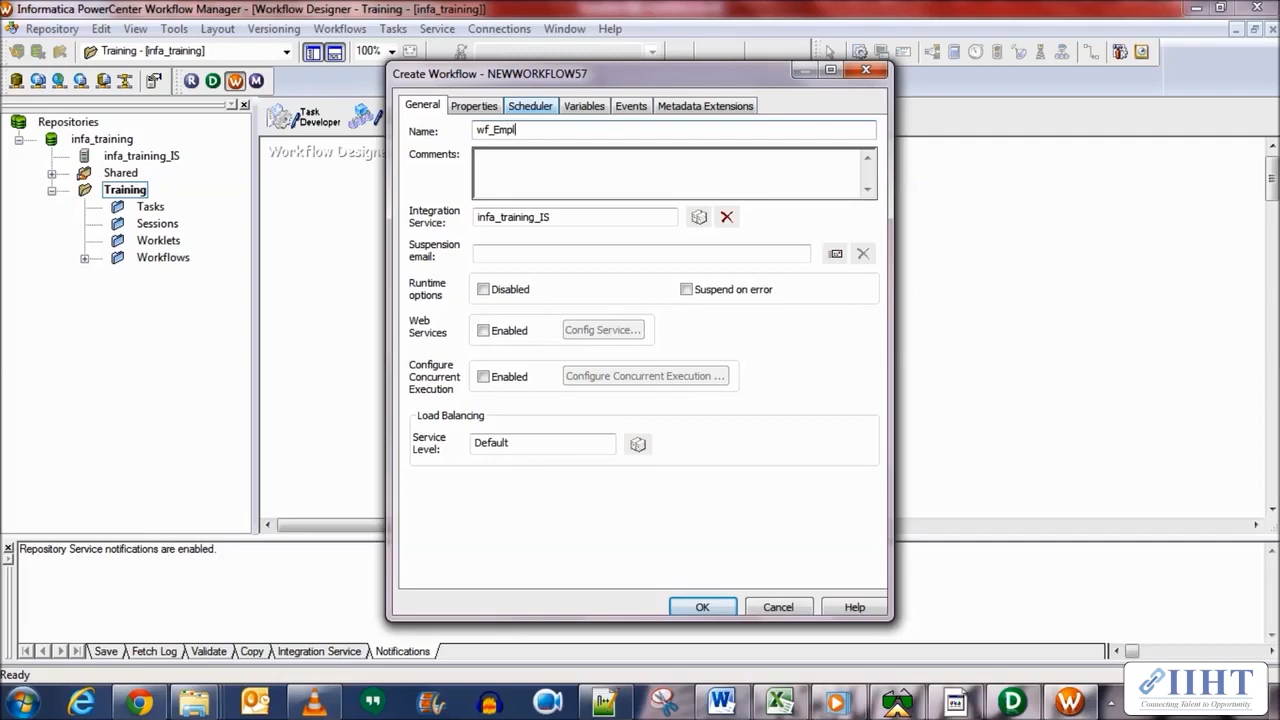 Informatica PowerCenter Workflow Manager - [Workflow Designer - Training - [infa_training]]
Repository Edit View Tools Layout Versioning Workflows Tasks Service Connections Window Help
Training - [infa_training] 100%
R D W M
Task
Developer
Repositories
infa_training
infa_training_IS
Shared
Training
Tasks
Sessions
Worklets
Workflows
Workflow Designe
Create Workflow - NEWWORKFLOW57
General Properties Scheduler Variables Events Metadata Extensions
Name: wf_Empl
Comments:
Integration
Service: infa_training_IS
Suspension
email:
Runtime
options Disabled Suspend on error
Web
Services Enabled Config Service...
Configure
Concurrent
Execution Enabled Configure Concurrent Execution ...
Load Balancing
Service
Level: Default
OK Cancel Help
Repository Service notifications are enabled.
Save Fetch Log Validate Copy Integration Service Notifications
Ready
IIHT
Connecting Talent to Opportunity